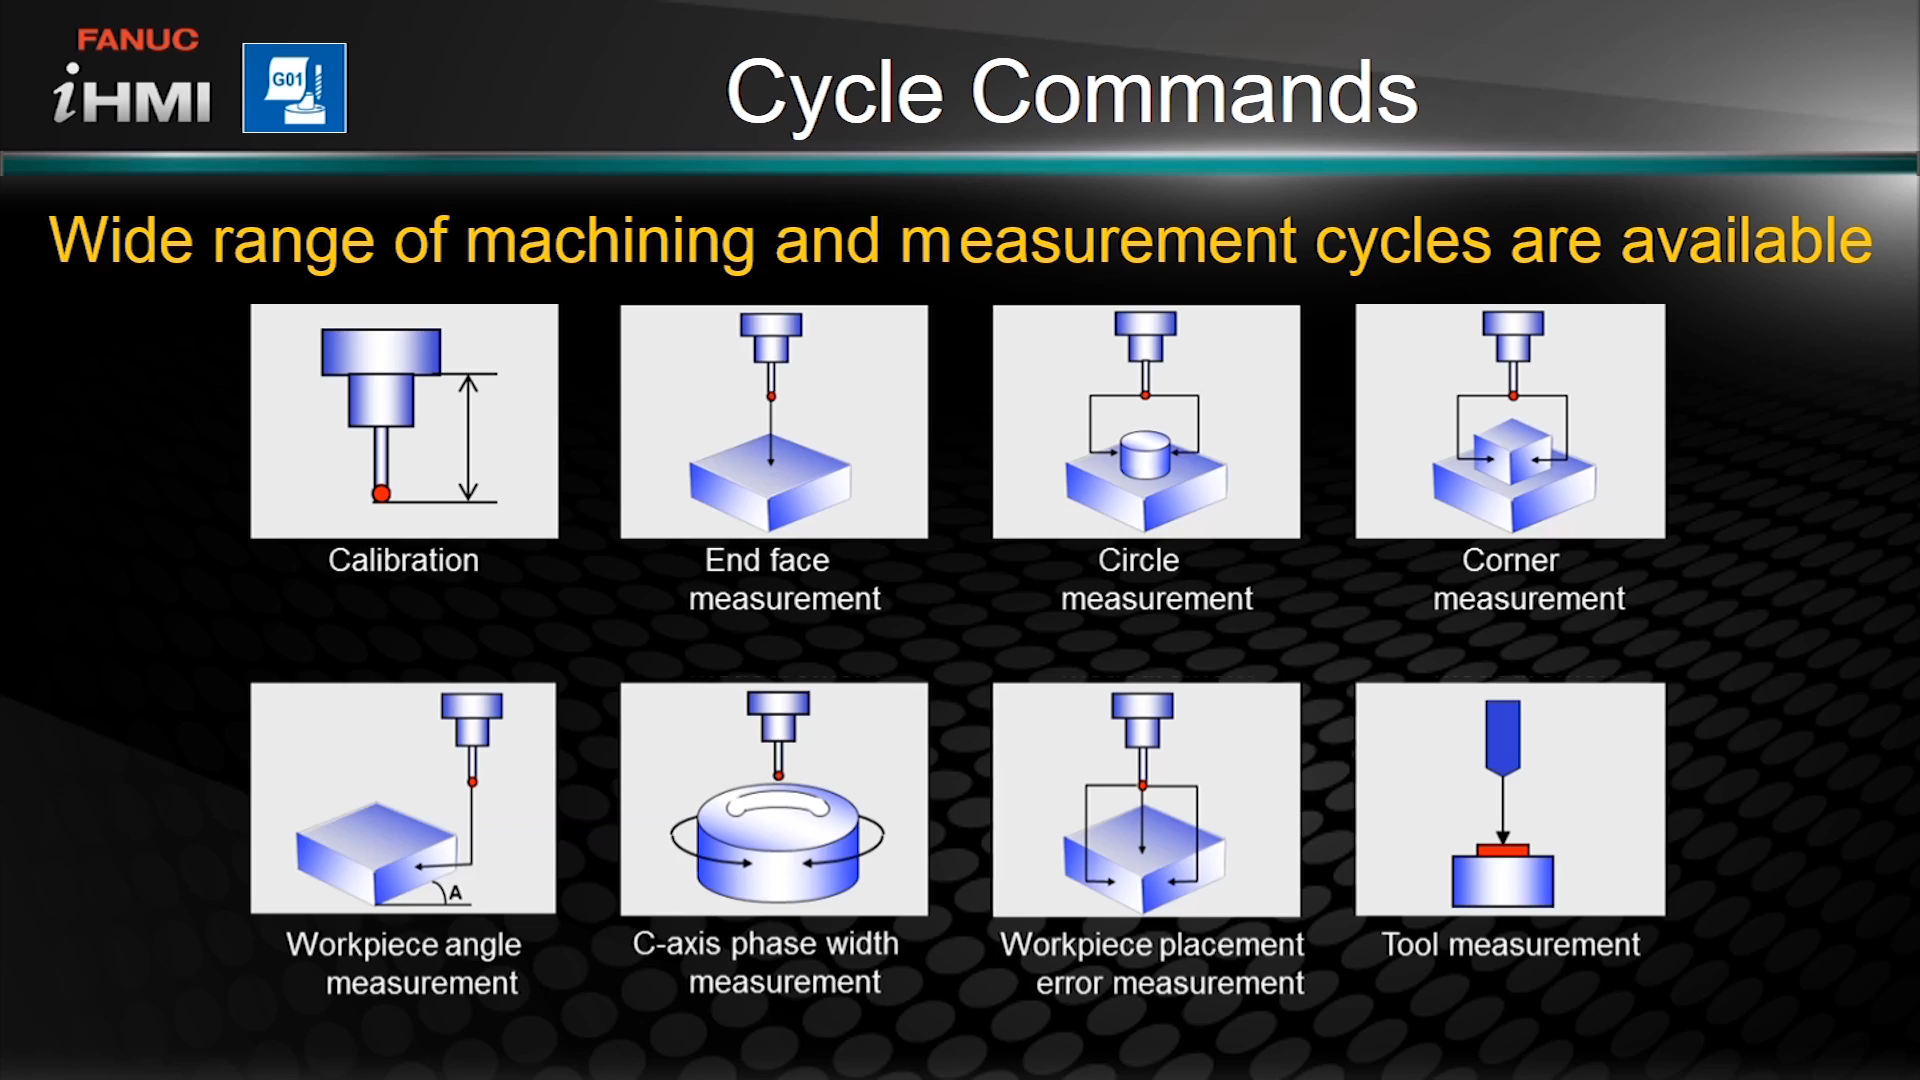 FANUC
iHMI
G01
Cycle Commands
Wide range of machining and measurement cycles are available
Calibration
End face
measurement
Circle
measurement
Corner
measurement
A
Workpiece angle
measurement
C-axis phase width
measurement
Workpiece placement
error measurement
Tool measurement